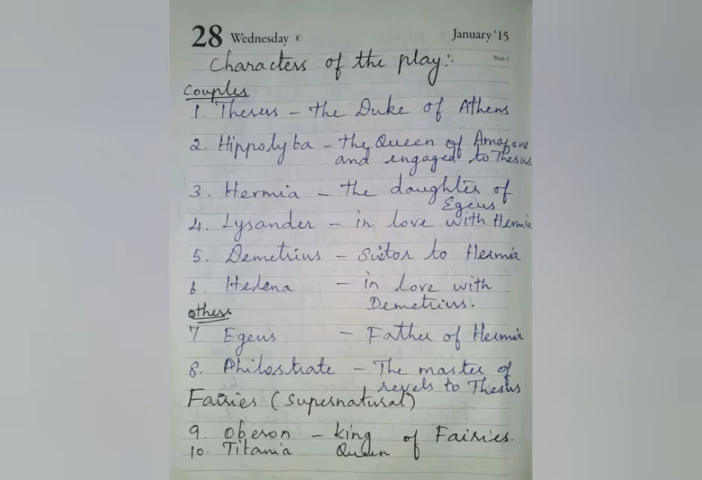 28 Wednesday January '15
Characters of the play:-
Couples
1. Theseus - the Duke of Athens
2. Hippolyta - the Queen of Amazons
and engaged to Thesus
3. Hermia - the daughter of
Egeus
4. Lysander - in love with Hermia
5. Demetrius - Suitor to Hermia
6. Helena - in love with
Demetrius.
others
7. Egeus - Father of Hermia
8. Philostrate - The master of
revels to Thesus
Fairies (Supernatural)
9. Oberon - king of Fairies.
10. Titania Queen of